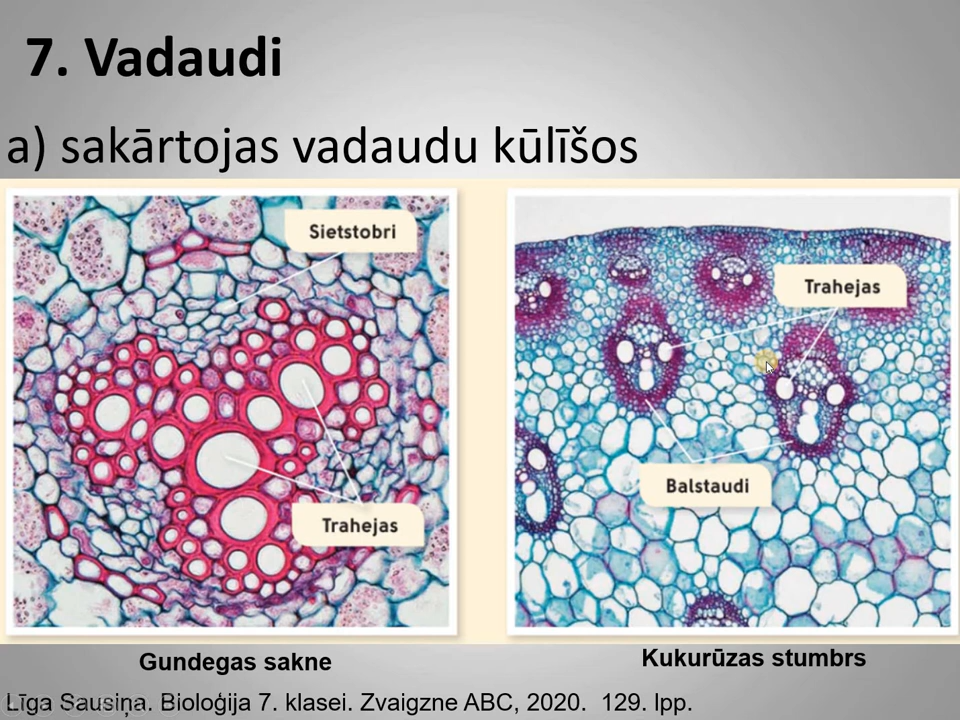 7. Vadaudi
a) sakārtojas vadaudu kūlīšos
Sietstobri
Trahejas
Trahejas
Balstaudi
Gundegas sakne
Kukurūzas stumbrs
Līga Sausiņa. Bioloģija 7. klasei. Zvaigzne ABC, 2020. 129. lpp.